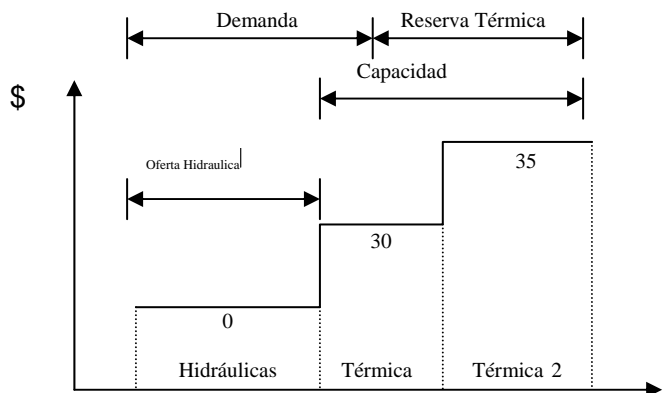 Demanda
Reserva Térmica
Capacidad
$
Oferta Hidraulica
35
30
0
Hidráulicas
Térmica
Térmica 2